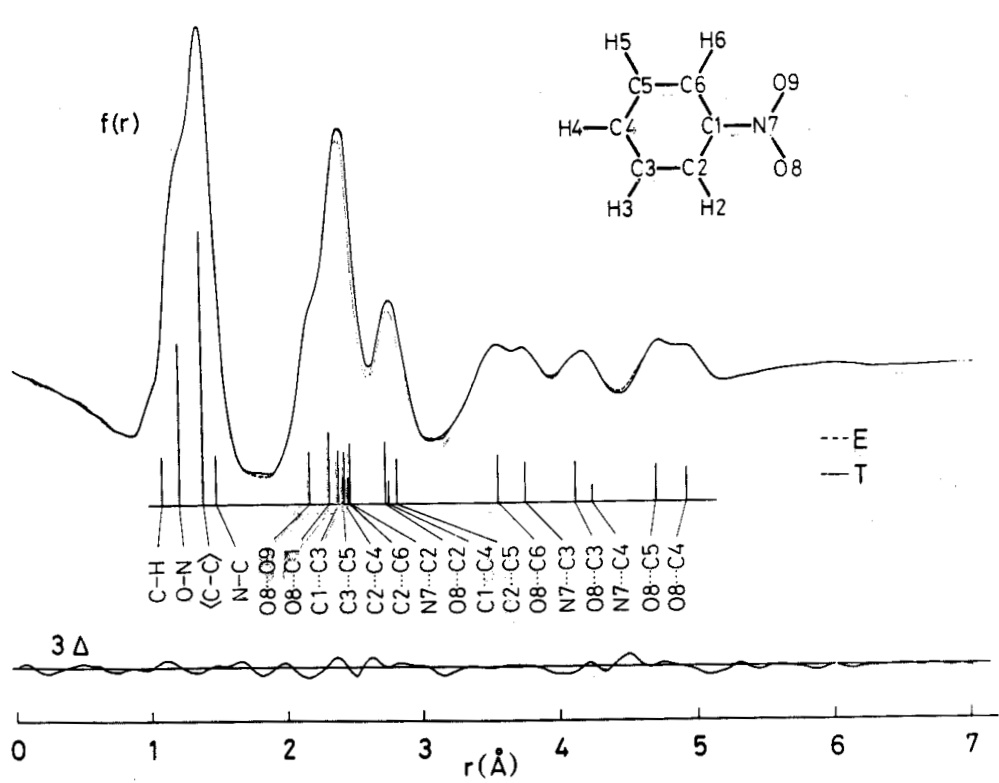 f(r)
H5 H6
C5 C6 O9
H4 C4 C1 N7
C3 C2 O8
H3 H2
---E
—T
C–H
O–N
⟨C–C⟩
N–C
O8···O9
O8···C1
C1···C3
C3···C5
C2···C4
C2···C6
N7···C2
O8···C2
C1···C4
C2···C5
O8···C6
N7···C3
O8···C3
N7···C4
O8···C5
O8···C4
3 Δ
0 1 2 3 4 5 6 7
r(Å)